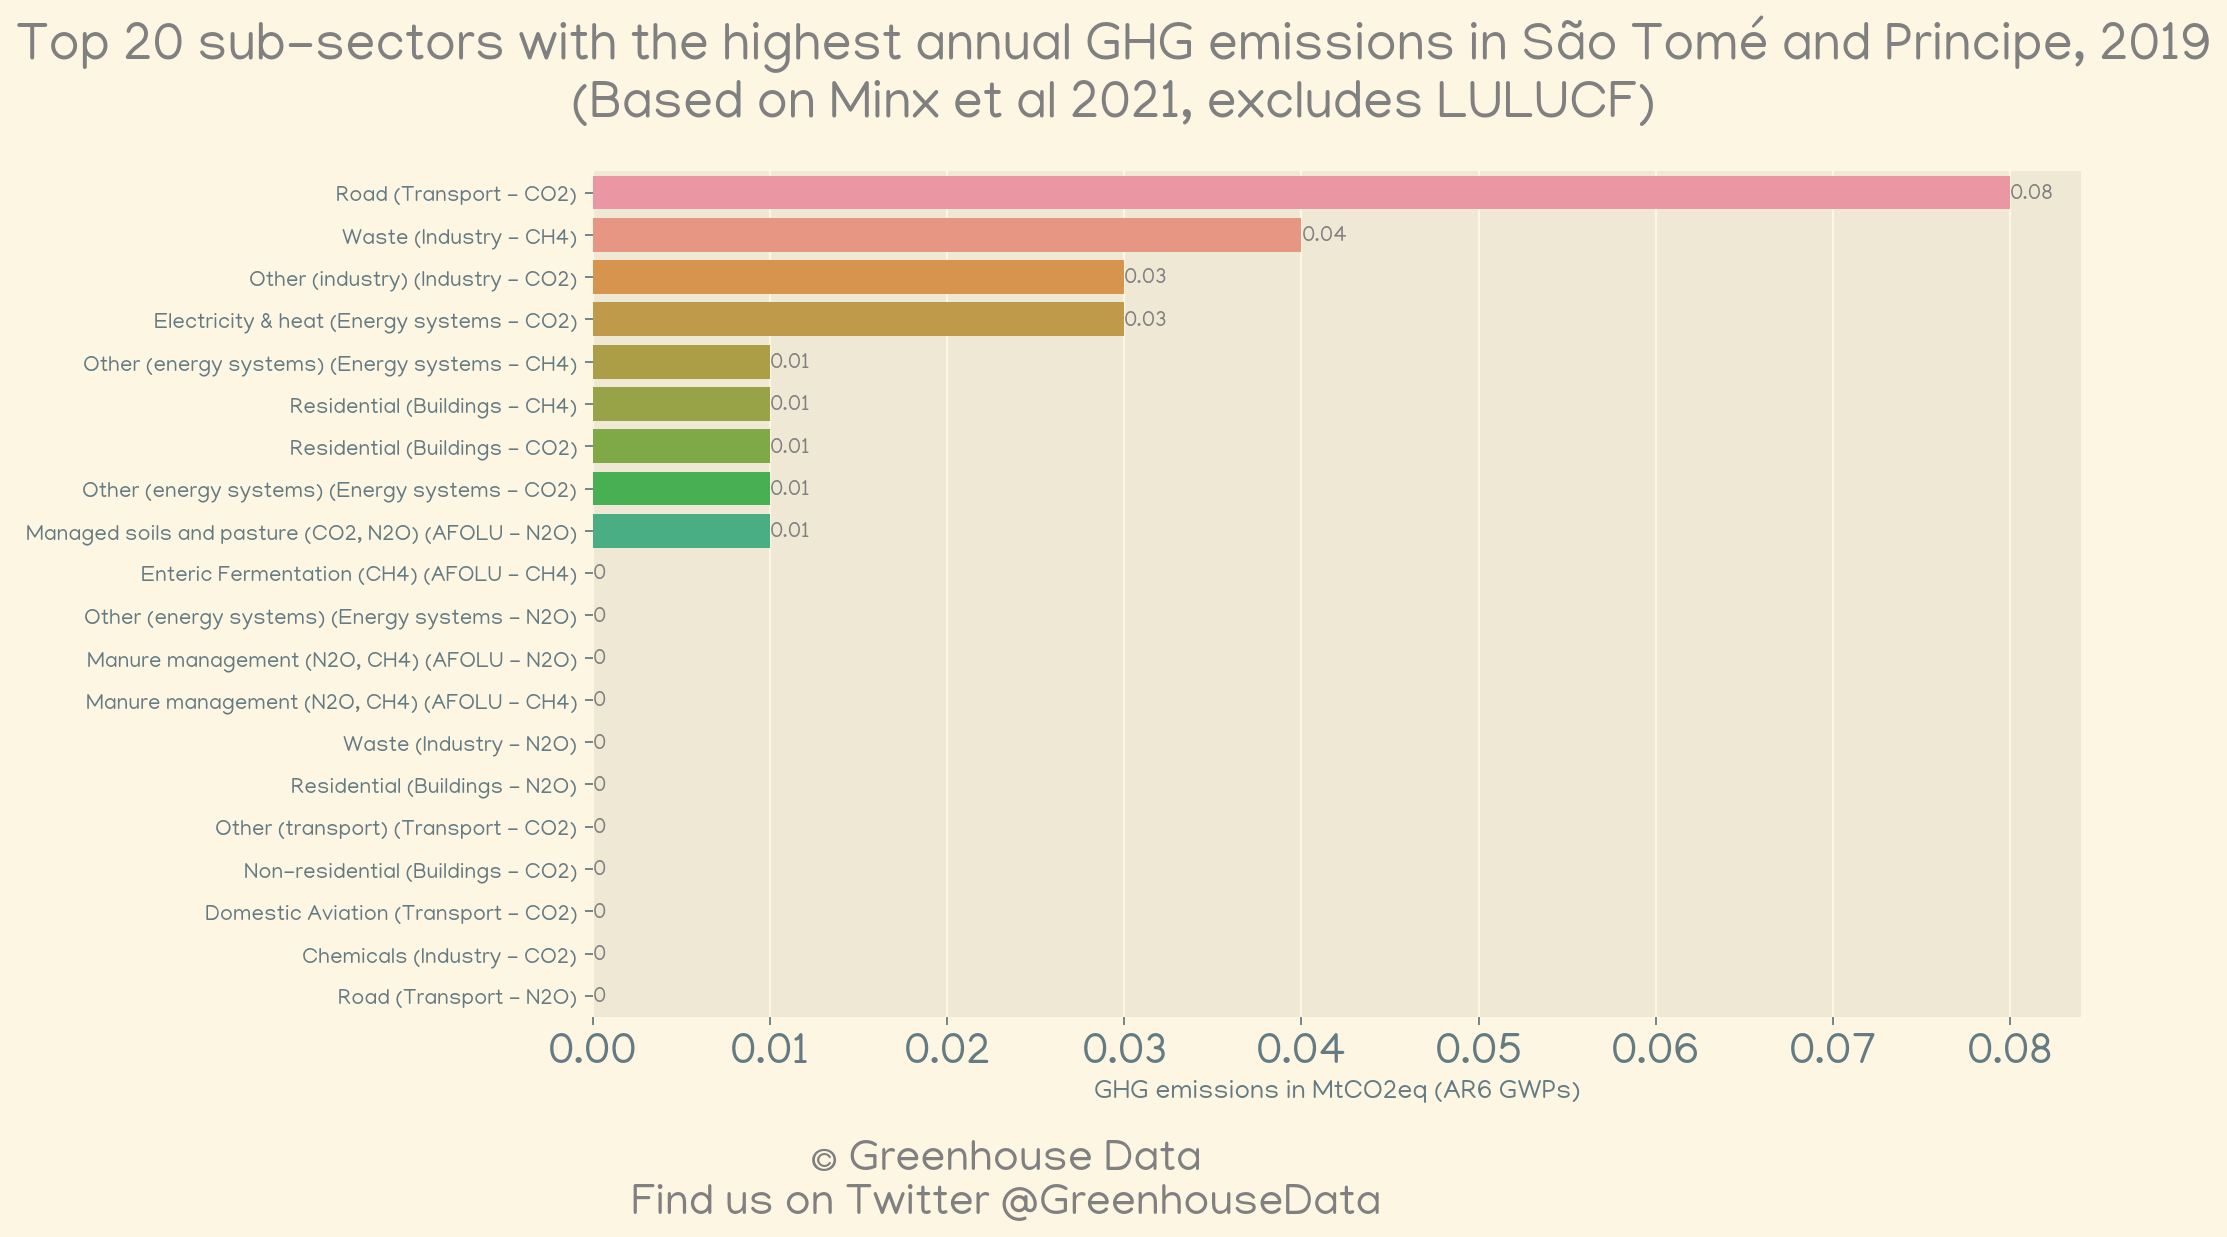 Top 20 sub-sectors with the highest annual GHG emissions in São Tomé and Principe, 2019
(Based on Minx et al 2021, excludes LULUCF)
Road (Transport - CO2) 0.08
Waste (Industry - CH4) 0.04
Other (industry) (Industry - CO2) 0.03
Electricity & heat (Energy systems - CO2) 0.03
Other (energy systems) (Energy systems - CH4) 0.01
Residential (Buildings - CH4) 0.01
Residential (Buildings - CO2) 0.01
Other (energy systems) (Energy systems - CO2) 0.01
Managed soils and pasture (CO2, N2O) (AFOLU - N2O) 0.01
Enteric Fermentation (CH4) (AFOLU - CH4) 0
Other (energy systems) (Energy systems - N2O) 0
Manure management (N2O, CH4) (AFOLU - N2O) 0
Manure management (N2O, CH4) (AFOLU - CH4) 0
Waste (Industry - N2O) 0
Residential (Buildings - N2O) 0
Other (transport) (Transport - CO2) 0
Non-residential (Buildings - CO2) 0
Domestic Aviation (Transport - CO2) 0
Chemicals (Industry - CO2) 0
Road (Transport - N2O) 0
0.00 0.01 0.02 0.03 0.04 0.05 0.06 0.07 0.08
GHG emissions in MtCO2eq (AR6 GWPs)
© Greenhouse Data
Find us on Twitter @GreenhouseData